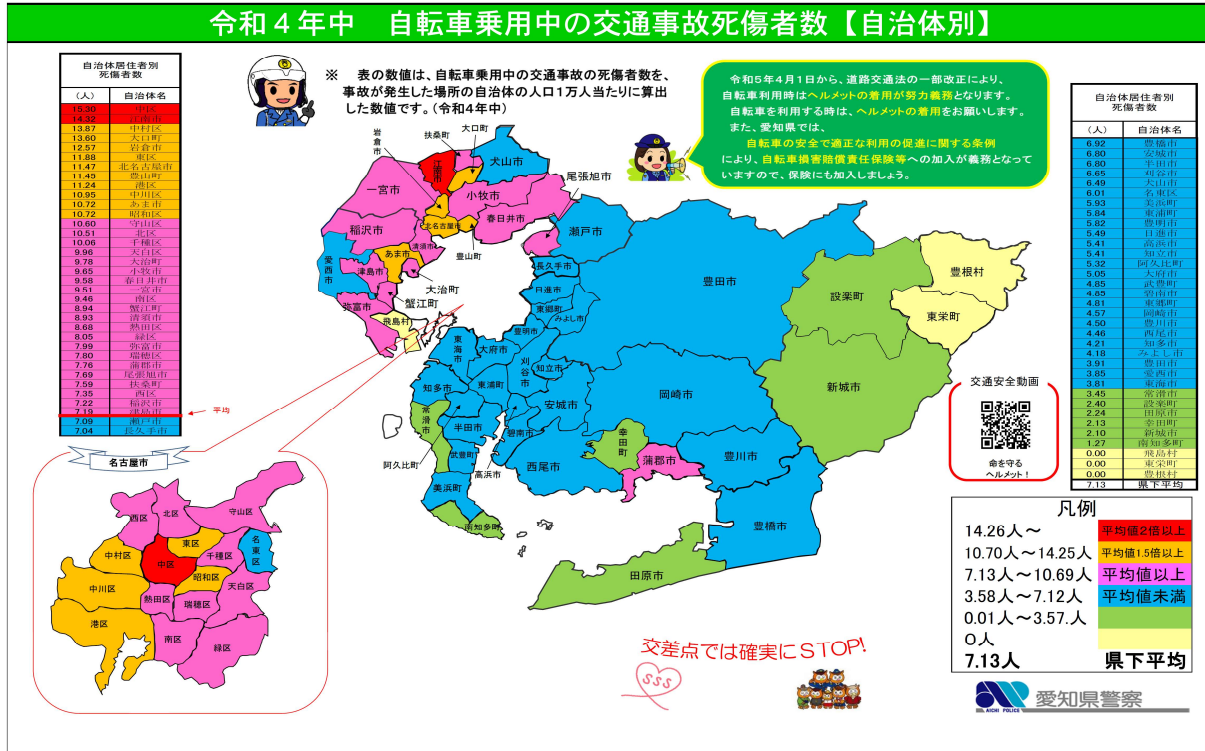 令和４年中　自転車乗用中の交通事故死傷者数【自治体別】
自治体居住者別
死傷者数
（人）　自治体名
15.30　中区
14.32　江南市
13.87　中村区
13.60　大口町
12.57　岩倉市
11.88　東区
11.47　北名古屋市
11.45　豊山町
11.24　港区
10.95　中川区
10.72　あま市
10.72　昭和区
10.60　守山区
10.51　北区
10.06　千種区
9.96　天白区
9.78　大治町
9.65　小牧市
9.58　春日井市
9.51　一宮市
9.46　南区
8.94　蟹江町
8.93　清須市
8.68　熱田区
8.05　緑区
7.99　弥富市
7.80　瑞穂区
7.76　蒲郡市
7.69　尾張旭市
7.59　扶桑町
7.35　西区
7.22　稲沢市
7.19　津島市
平均
7.09　瀬戸市
7.04　長久手市
※　表の数値は、自転車乗用中の交通事故の死傷者数を、
事故が発生した場所の自治体の人口１万人当たりに算出
した数値です。（令和４年中）
令和５年４月１日から、道路交通法の一部改正により、
自転車利用時はヘルメットの着用が努力義務となります。
自転車を利用する時は、ヘルメットの着用をお願いします。
また、愛知県では、
自転車の安全で適正な利用の促進に関する条例
により、自転車損害賠償責任保険等への加入が義務となって
いますので、保険にも加入しましょう。
自治体居住者別
死傷者数
（人）　自治体名
6.92　豊橋市
6.80　安城市
6.80　半田市
6.65　刈谷市
6.49　犬山市
6.01　名東区
5.93　美浜町
5.84　東浦町
5.82　豊明市
5.49　日進市
5.41　高浜市
5.41　知立市
5.32　阿久比町
5.05　大府市
4.85　武豊町
4.85　碧南市
4.81　東郷町
4.57　岡崎市
4.50　豊川市
4.46　西尾市
4.21　知多市
4.18　みよし市
3.91　豊田市
3.85　愛西市
3.81　東海市
3.45　常滑市
2.40　設楽町
2.24　田原市
2.13　幸田町
2.10　新城市
1.27　南知多町
0.00　飛島村
0.00　東栄町
0.00　豊根村
7.13　県下平均
岩倉市
扶桑町
大口町
犬山市
江南市
一宮市
小牧市
尾張旭市
春日井市
北名古屋市
稲沢市
瀬戸市
清須市
あま市
豊山町
愛西市
津島市
大治町
長久手市
豊田市
豊根村
設楽町
日進市
蟹江町
弥富市
東郷町
みよし市
東栄町
飛島村
豊明市
東海市
大府市
刈谷市
知立市
知多市
東浦町
岡崎市
新城市
安城市
常滑市
半田市
碧南市
幸田町
阿久比町
武豊町
高浜市
西尾市
蒲郡市
豊川市
美浜町
南知多町
豊橋市
田原市
交通安全動画
命を守る
ヘルメット！
名古屋市
西区
北区
守山区
中村区
東区
名東区
中区
千種区
中川区
昭和区
天白区
熱田区
瑞穂区
港区
南区
緑区
凡例
14.26人～　平均値２倍以上
10.70人～14.25人　平均値1.5倍以上
7.13人～10.69人　平均値以上
3.58人～7.12人　平均値未満
0.01人～3.57.人
０人
7.13人　県下平均
交差点では確実にSTOP!
SSS
AICHI POLICE
愛知県警察